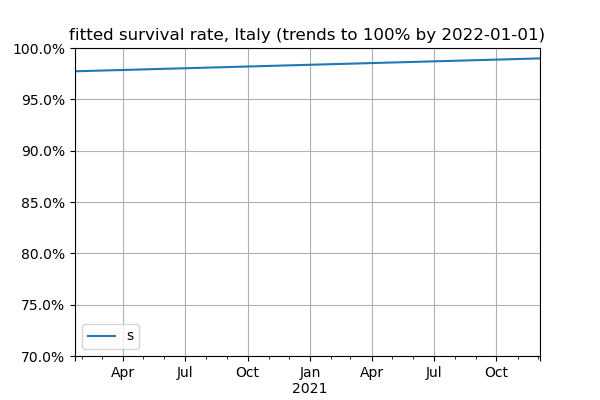 fitted survival rate, Italy (trends to 100% by 2022-01-01)
100.0%
95.0%
90.0%
85.0%
80.0%
75.0%
70.0%
s
Apr Jul Oct Jan Apr Jul Oct
2021